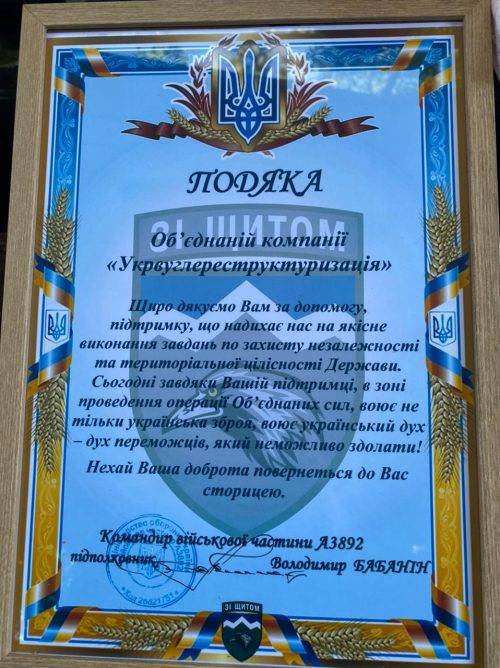 ПОДЯКА
ЗІ ЩИТОМ
Об’єднаній компанії
«Укрвуглереструктуризація»
Щиро дякуємо Вам за допомогу,
підтримку, що надихає нас на якісне
виконання завдань по захисту незалежності
та територіальної цілісності Держави.
Сьогодні завдяки Вашій підтримці, в зоні
проведення операції Об’єднаних сил, воює не
тільки українська зброя, воює український дух
– дух переможців, який неможливо здолати!
Нехай Ваша доброта повернеться до Вас
сторицею.
Командир військової частини А3892
підполковник Володимир БАБАНІН
ЗІ ЩИТОМ